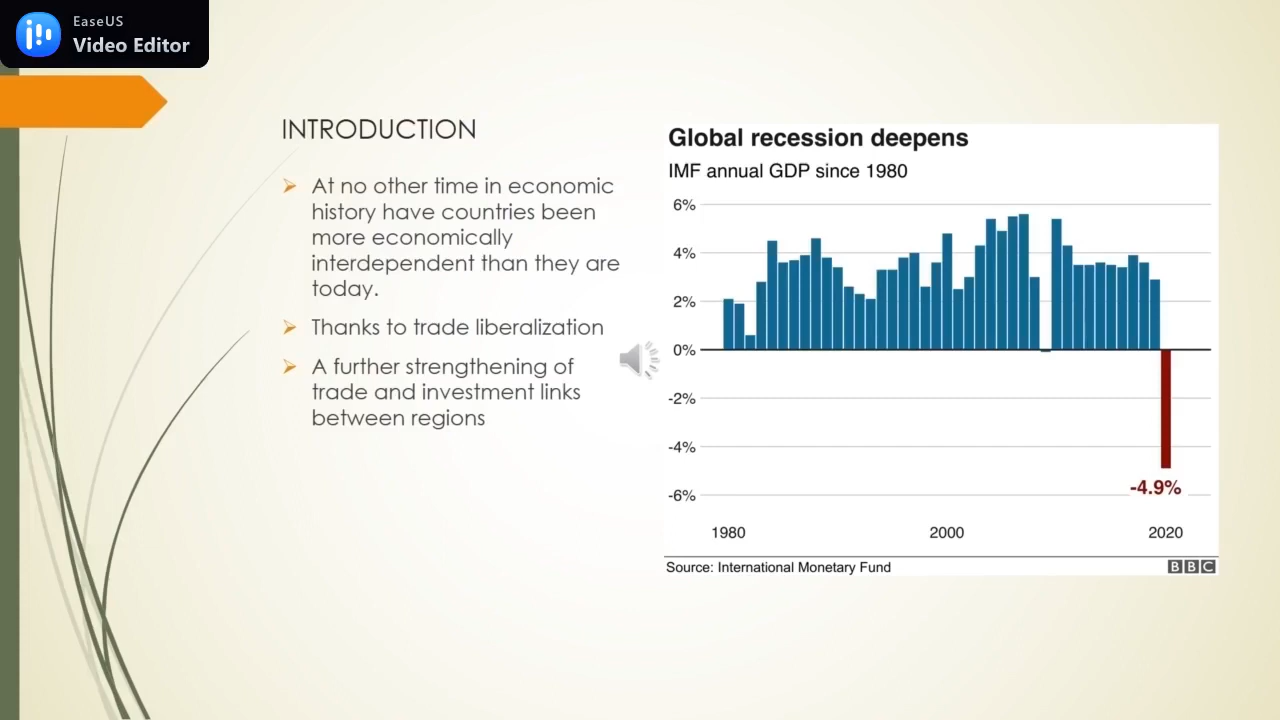 EaseUS
Video Editor
INTRODUCTION
At no other time in economic
history have countries been
more economically
interdependent than they are
today.
Thanks to trade liberalization
A further strengthening of
trade and investment links
between regions
Global recession deepens
IMF annual GDP since 1980
6%
4%
2%
0%
-2%
-4%
-6%
-4.9%
1980 2000 2020
Source: International Monetary Fund
BBC